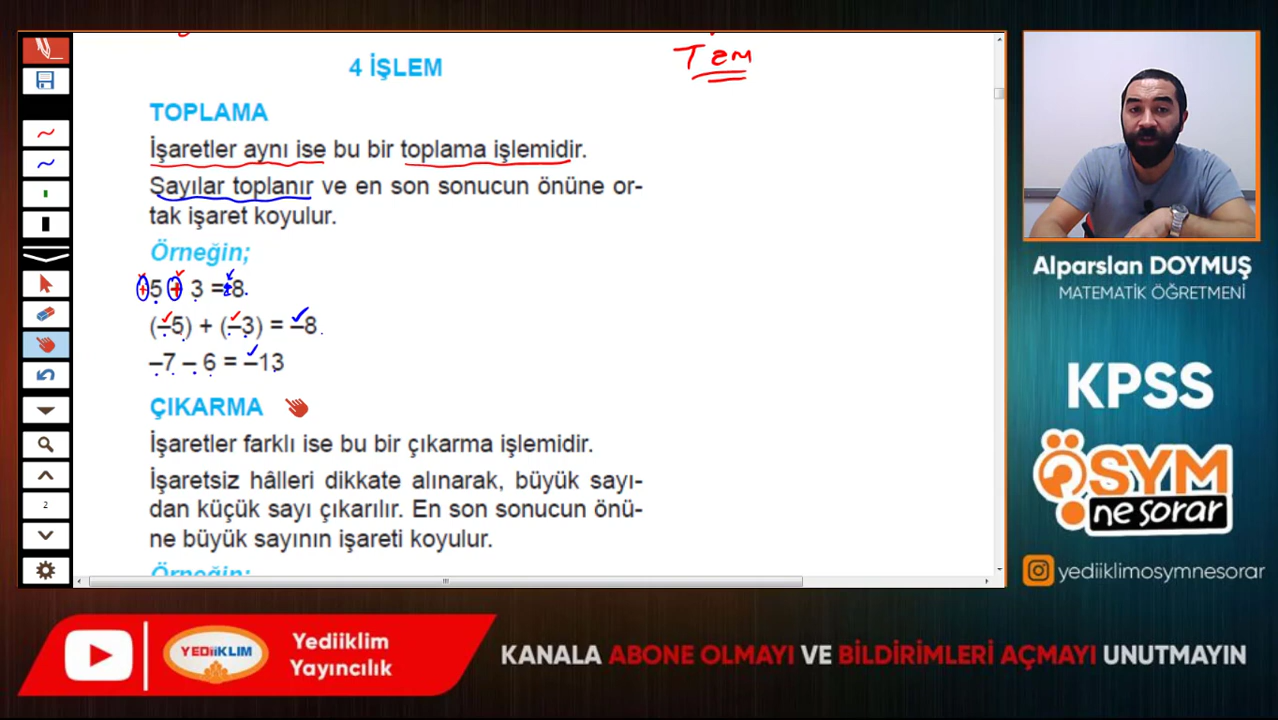 Tam
4 İŞLEM
TOPLAMA
İşaretler aynı ise bu bir toplama işlemidir.
Sayılar toplanır ve en son sonucun önüne or-
tak işaret koyulur.
Örneğin;
+5 + 3 = +8
(–5) + (–3) = –8
–7 – 6 = –13
ÇIKARMA
İşaretler farklı ise bu bir çıkarma işlemidir.
İşaretsiz hâlleri dikkate alınarak, büyük sayı-
dan küçük sayı çıkarılır. En son sonucun önü-
ne büyük sayının işareti koyulur.
Örneğin;
2
Alparslan DOYMUŞ
MATEMATİK ÖĞRETMENİ
KPSS
ÖSYM
ne sorar
yediiklimosymnesorar
YEDiiKLiM
Yediiklim
Yayıncılık
KANALA ABONE OLMAYI VE BİLDİRİMLERİ AÇMAYI UNUTMAYIN